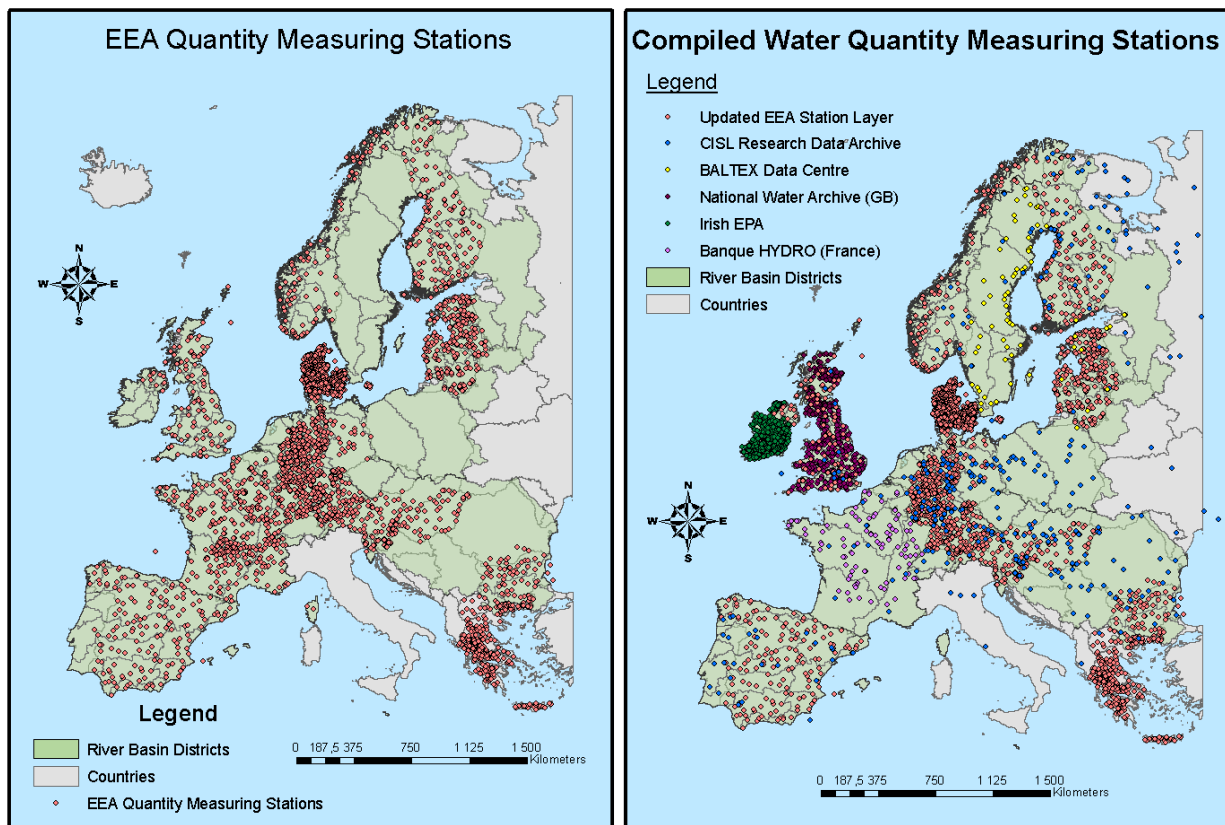 EEA Quantity Measuring Stations
N
W
E
S
Legend
River Basin Districts
Countries
EEA Quantity Measuring Stations
0 187,5 375 750 1 125 1 500
Kilometers
Compiled Water Quantity Measuring Stations
Legend
Updated EEA Station Layer
CISL Research Data Archive
BALTEX Data Centre
National Water Archive (GB)
Irish EPA
Banque HYDRO (France)
River Basin Districts
Countries
N
W
E
S
0 187,5 375 750 1 125 1 500
Kilometers